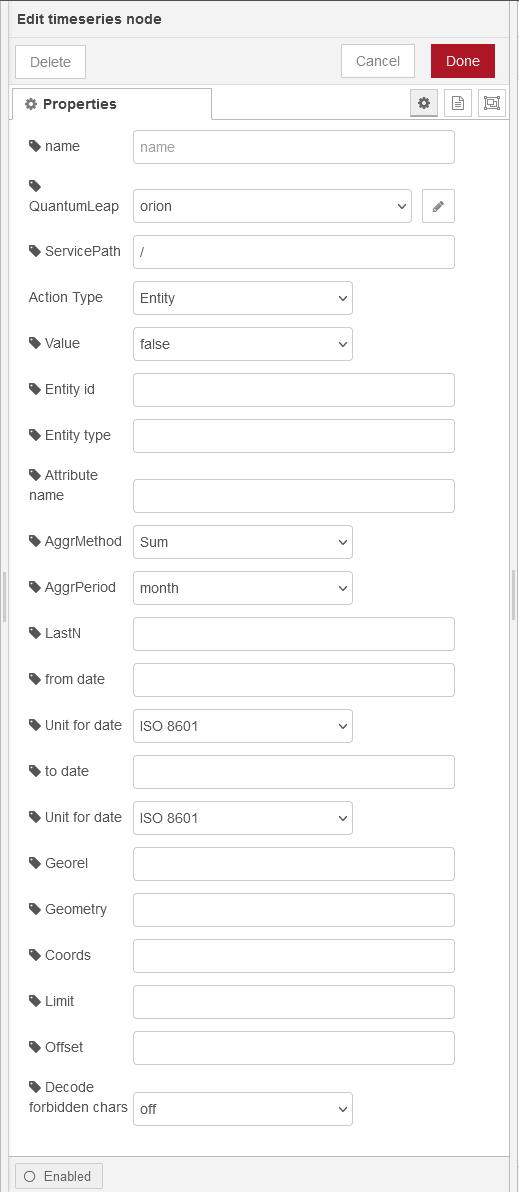 Edit timeseries node
Delete
Cancel
Done
Properties
name
name
QuantumLeap
orion
ServicePath
/
Action Type
Entity
Value
false
Entity id
Entity type
Attribute
name
AggrMethod
Sum
AggrPeriod
month
LastN
from date
Unit for date
ISO 8601
to date
Unit for date
ISO 8601
Georel
Geometry
Coords
Limit
Offset
Decode
forbidden chars
off
Enabled